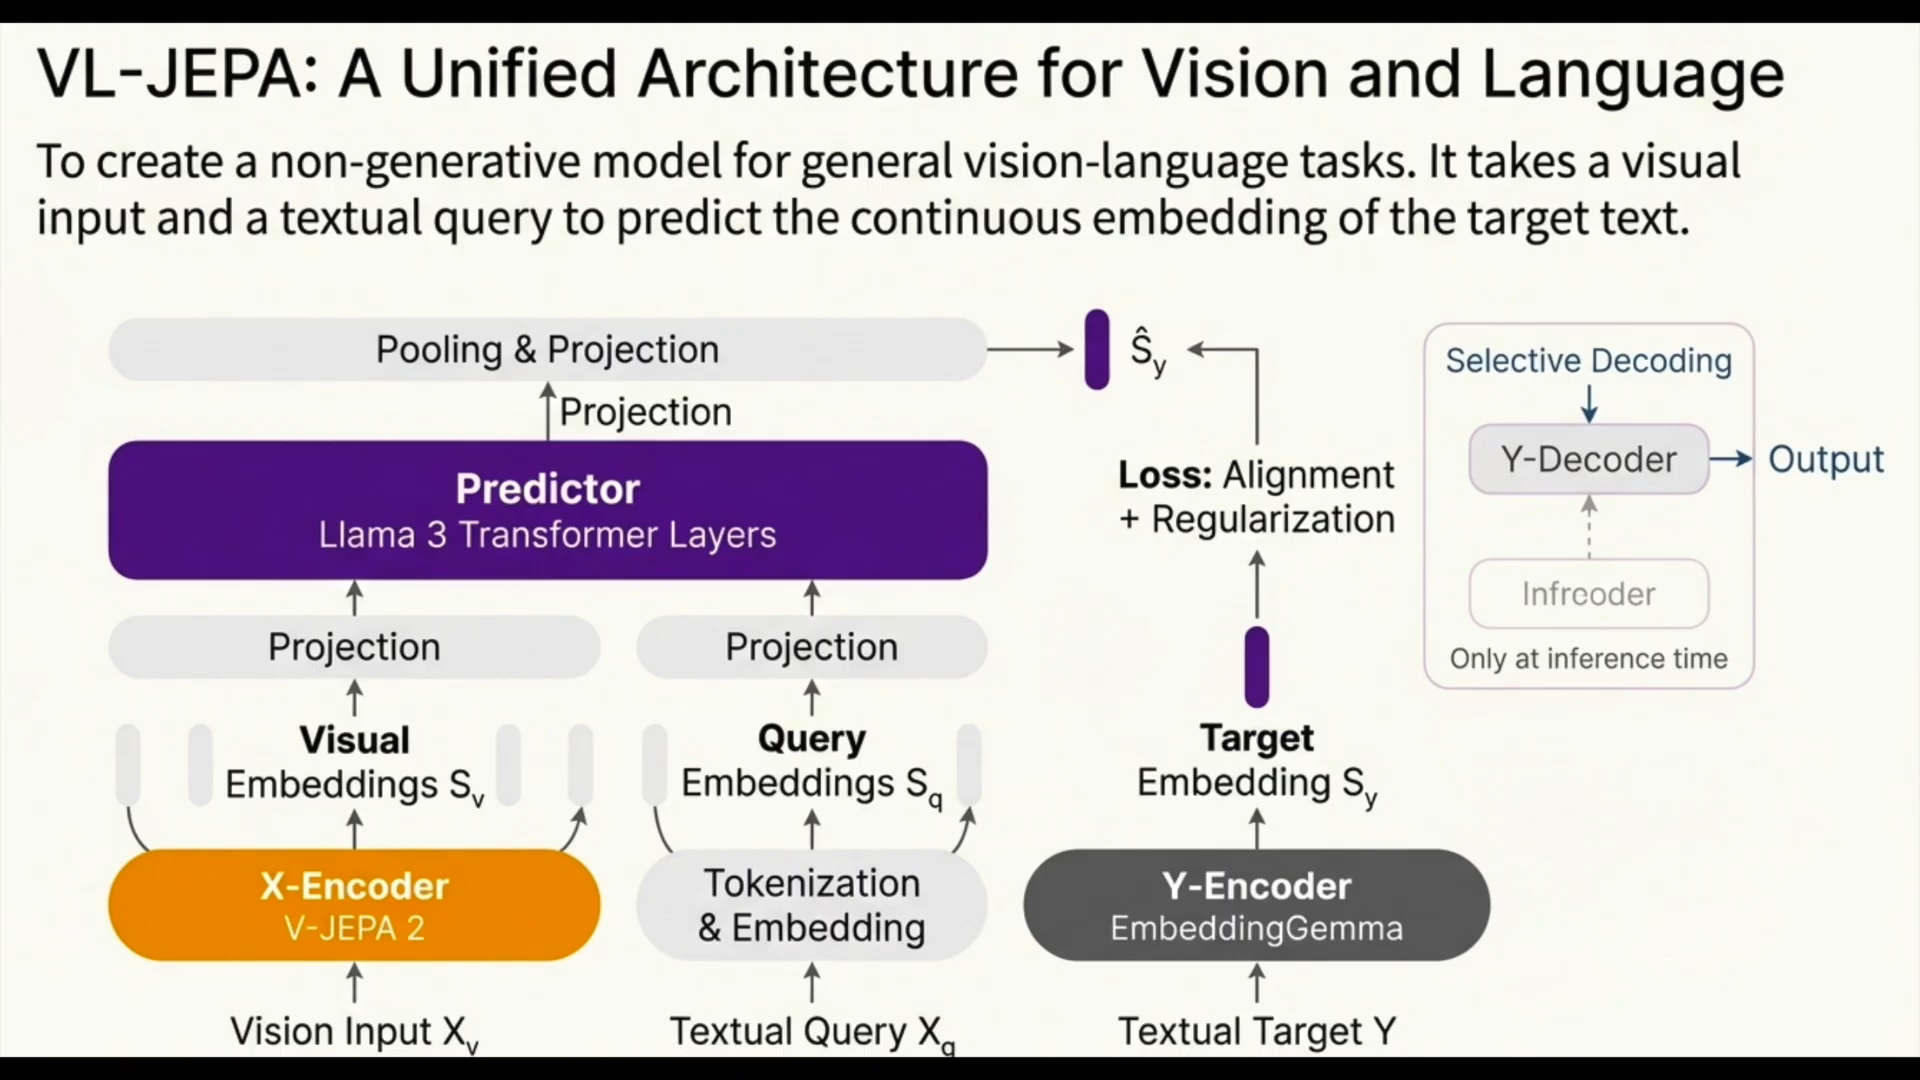 VL-JEPA: A Unified Architecture for Vision and Language
To create a non-generative model for general vision-language tasks. It takes a visual
input and a textual query to predict the continuous embedding of the target text.
Pooling & Projection
Ŝy
Projection
Predictor
Llama 3 Transformer Layers
Projection
Projection
Visual
Embeddings Sv
Query
Embeddings Sq
X-Encoder
V-JEPA 2
Tokenization
& Embedding
Vision Input Xv
Textual Query Xq
Loss: Alignment
+ Regularization
Target
Embedding Sy
Y-Encoder
EmbeddingGemma
Textual Target Y
Selective Decoding
Y-Decoder
Output
Infrcoder
Only at inference time